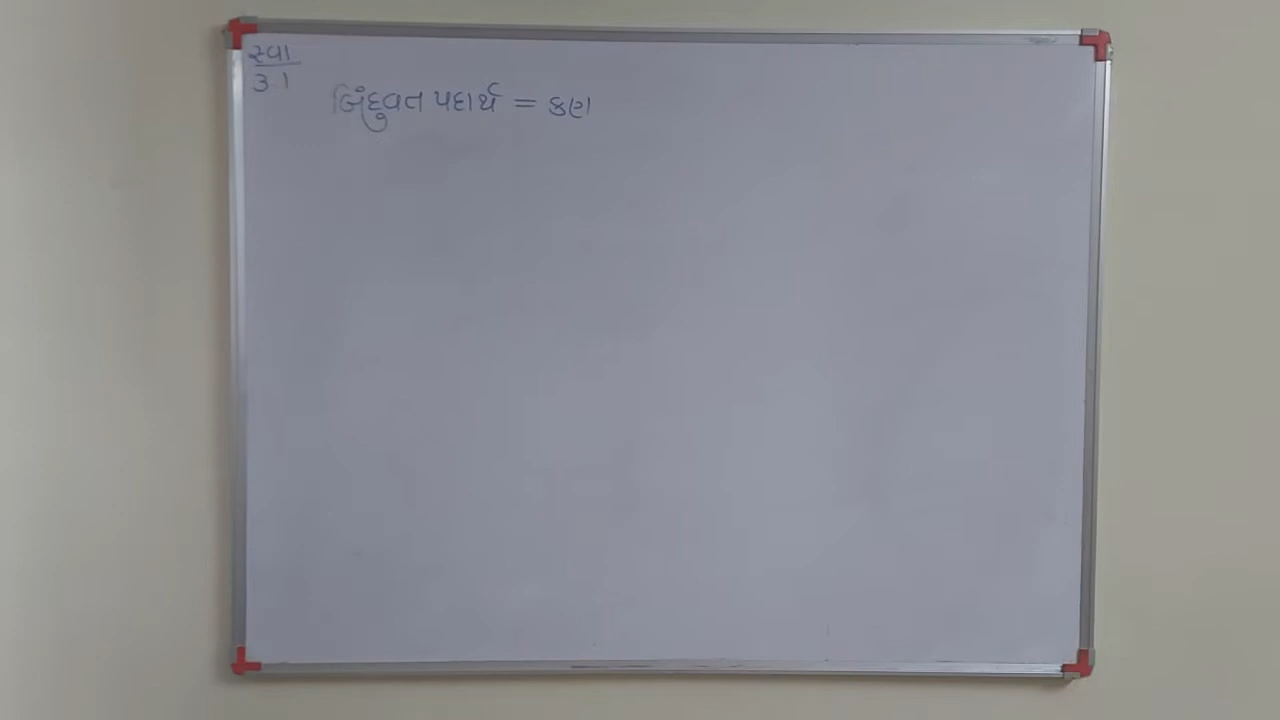 સ્વા
3.1
બિંદુવત પદાર્થ = કણ